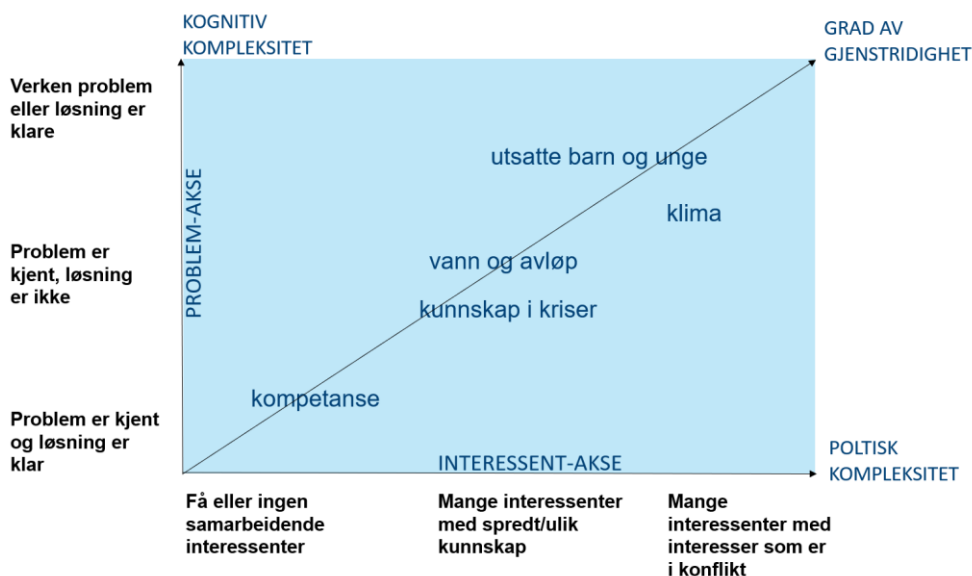 KOGNITIV
KOMPLEKSITET
GRAD AV
GJENSTRIDIGHET
Verken problem
eller løsning er
klare
utsatte barn og unge
klima
PROBLEM-AKSE
Problem er
kjent, løsning
er ikke
vann og avløp
kunnskap i kriser
kompetanse
Problem er kjent
og løsning er
klar
INTERESSENT-AKSE
POLTISK
KOMPLEKSITET
Få eller ingen
samarbeidende
interessenter
Mange interessenter
med spredt/ulik
kunnskap
Mange
interessenter med
interesser som er
i konflikt